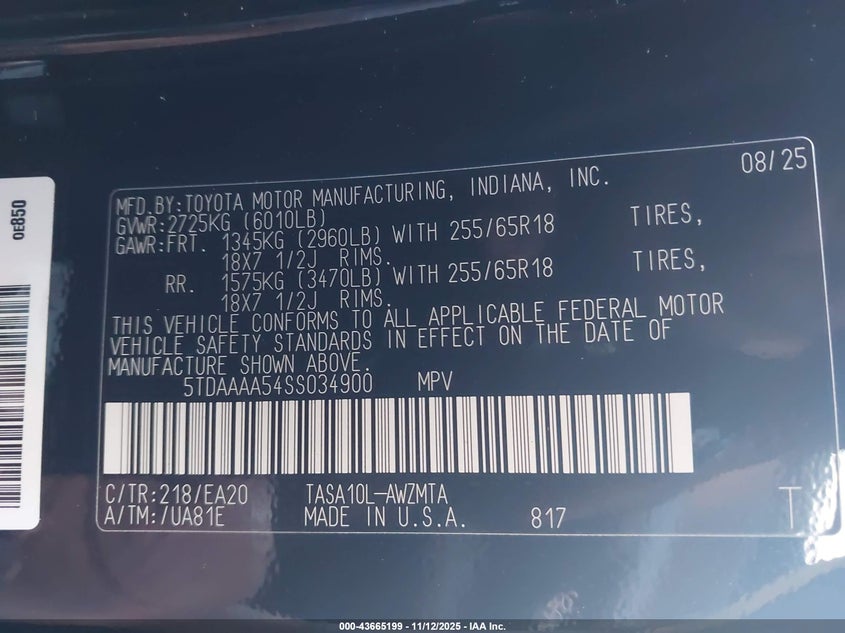 OE850
08/25
MFD.BY:TOYOTA MOTOR MANUFACTURING, INDIANA, INC.
GVWR:2725KG (6010LB)
GAWR:FRT. 1345KG (2960LB) WITH 255/65R18 TIRES,
18X7 1/2J RIMS.
RR. 1575KG (3470LB) WITH 255/65R18 TIRES,
18X7 1/2J RIMS.
THIS VEHICLE CONFORMS TO ALL APPLICABLE FEDERAL MOTOR
VEHICLE SAFETY STANDARDS IN EFFECT ON THE DATE OF
MANUFACTURE SHOWN ABOVE.
5TDAAAA54SS034900 MPV
C/TR:218/EA20 TASA10L-AWZMTA
A/TM:/UA81E MADE IN U.S.A. 817 T
000-43665199 - 11/12/2025 - IAA Inc.